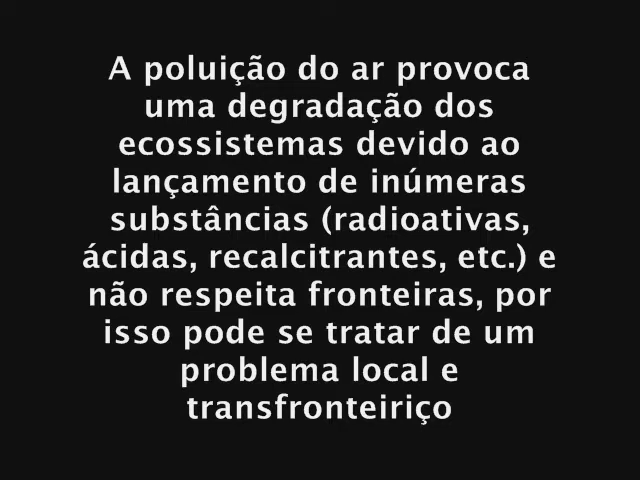 A poluição do ar provoca
uma degradação dos
ecossistemas devido ao
lançamento de inúmeras
substâncias (radioativas,
ácidas, recalcitrantes, etc.) e
não respeita fronteiras, por
isso pode se tratar de um
problema local e
transfronteiriço